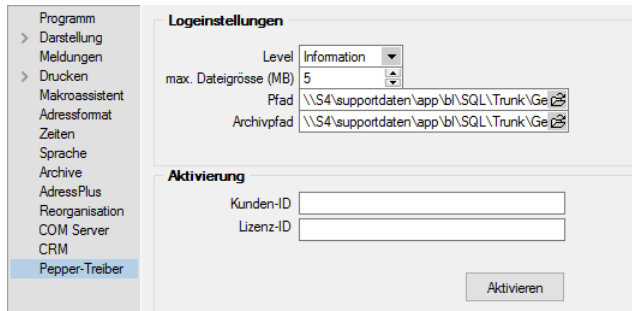 Programm
Darstellung
Meldungen
Drucken
Makroassistent
Adressformat
Zeiten
Sprache
Archive
AdressPlus
Reorganisation
COM Server
CRM
Pepper-Treiber
Logeinstellungen
Level Information
max. Dateigrösse (MB) 5
Pfad \\S4\supportdaten\app\bl\SQL\Trunk\Ge
Archivpfad \\S4\supportdaten\app\bl\SQL\Trunk\Ge
Aktivierung
Kunden-ID
Lizenz-ID
Aktivieren